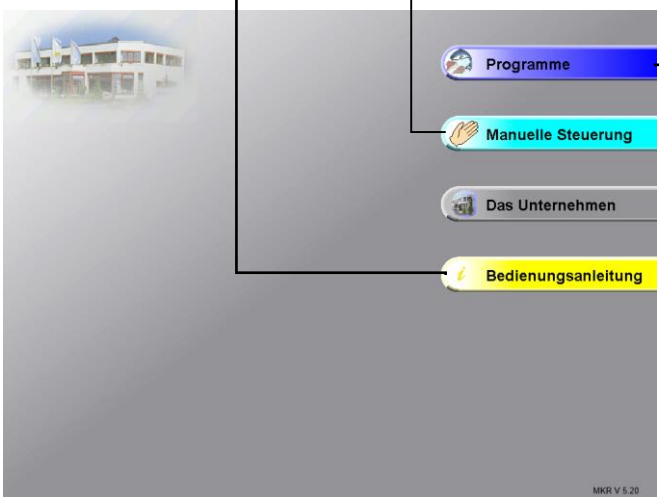 Programme
Manuelle Steuerung
Das Unternehmen
Bedienungsanleitung
MKR V 5.20